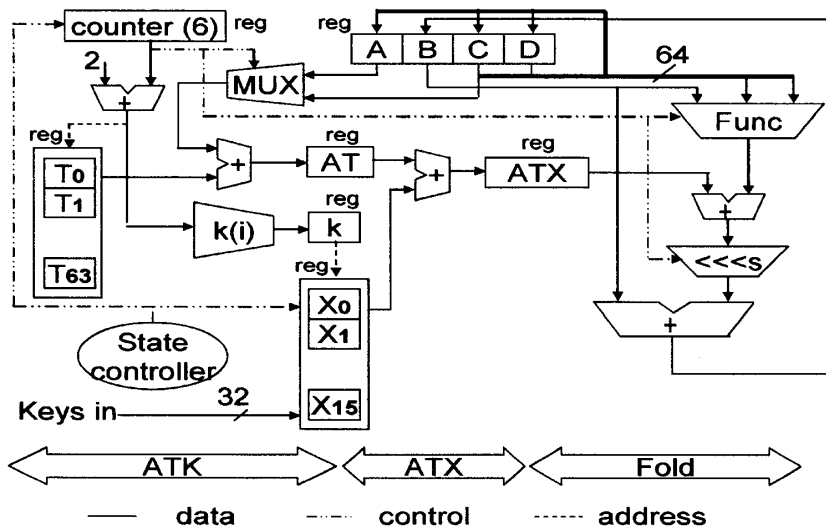 counter (6) reg
reg
A B C D
2
MUX
64
+
Func
reg
reg
reg
T0
+
AT
+
ATX
T1
+
k(i)
k
<<<s
T63
reg
X0
X1
+
State
controller
32
Keys in
X15
ATK ATX Fold
data control address